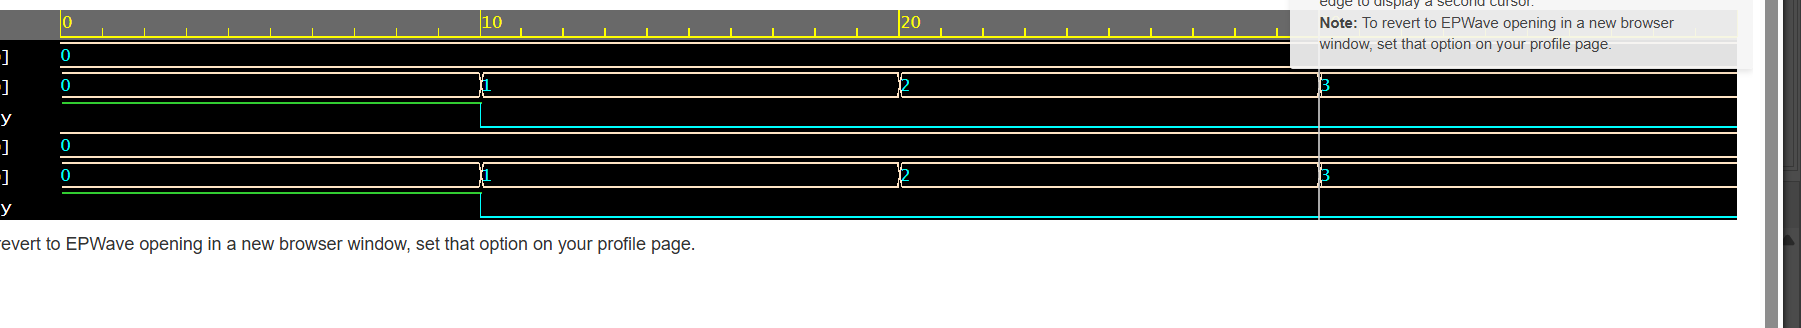 edge to display a second cursor.
0 10 20
Note: To revert to EPWave opening in a new browser
window, set that option on your profile page.
] 0
] 0 1 2 3
y
0
] 0 1 2 3
y
evert to EPWave opening in a new browser window, set that option on your profile page.